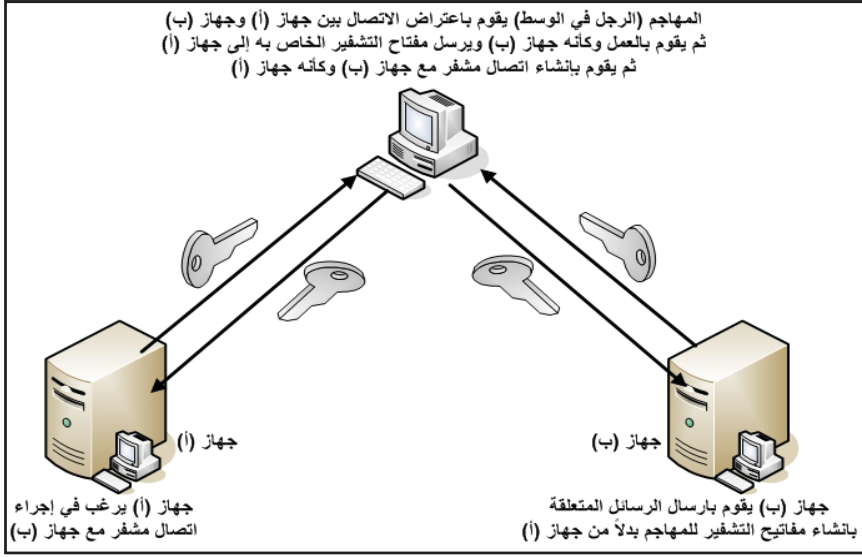 المهاجم (الرجل في الوسط) يقوم باعتراض الاتصال بين جهاز (أ) وجهاز (ب)
ثم يقوم بالعمل وكأنه جهاز (ب) ويرسل مفتاح التشفير الخاص به إلى جهاز (أ)
ثم يقوم بإنشاء اتصال مشفر مع جهاز (ب) وكأنه جهاز (أ)
جهاز (أ)
جهاز (ب)
جهاز (أ) يرغب في إجراء
اتصال مشفر مع جهاز (ب)
جهاز (ب) يقوم بارسال الرسائل المتعلقة
بانشاء مفاتيح التشفير للمهاجم بدلاً من جهاز (أ)